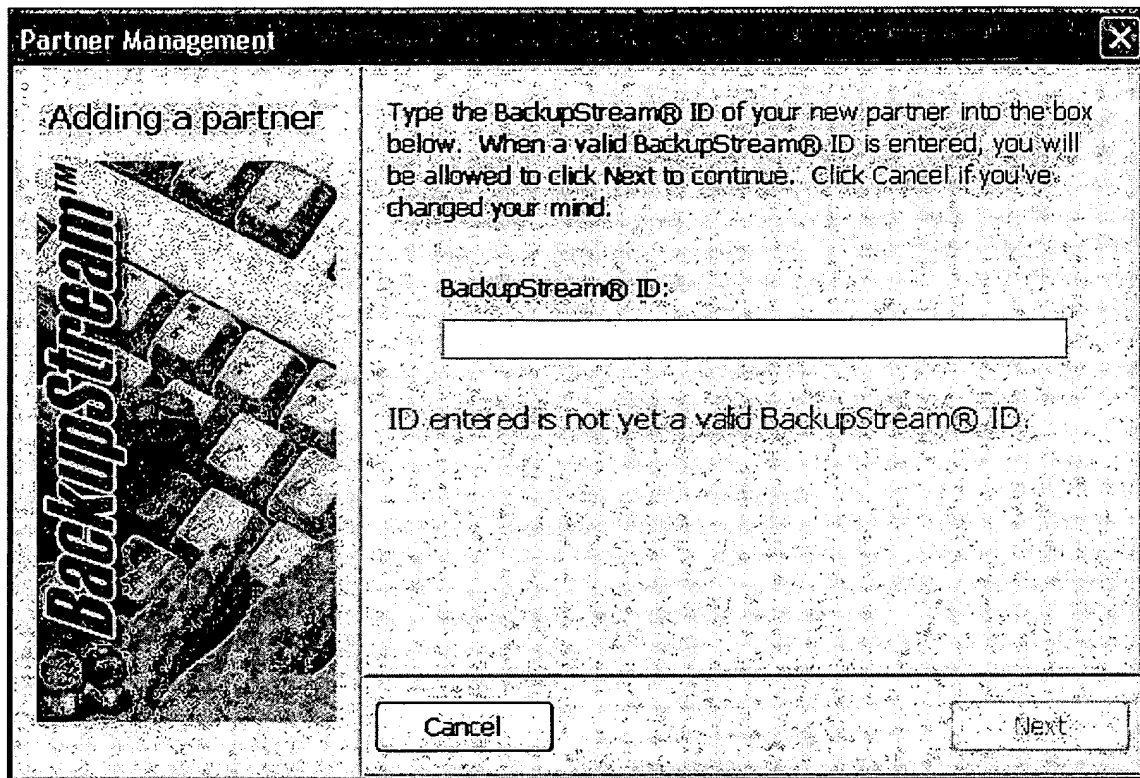 Partner Management
Adding a partner
BackupStream™
Type the BackupStream® ID of your new partner into the box
below. When a valid BackupStream® ID is entered, you will
be allowed to click Next to continue. Click Cancel if you've
changed your mind.
BackupStream® ID:
ID entered is not yet a valid BackupStream® ID.
Cancel
Next